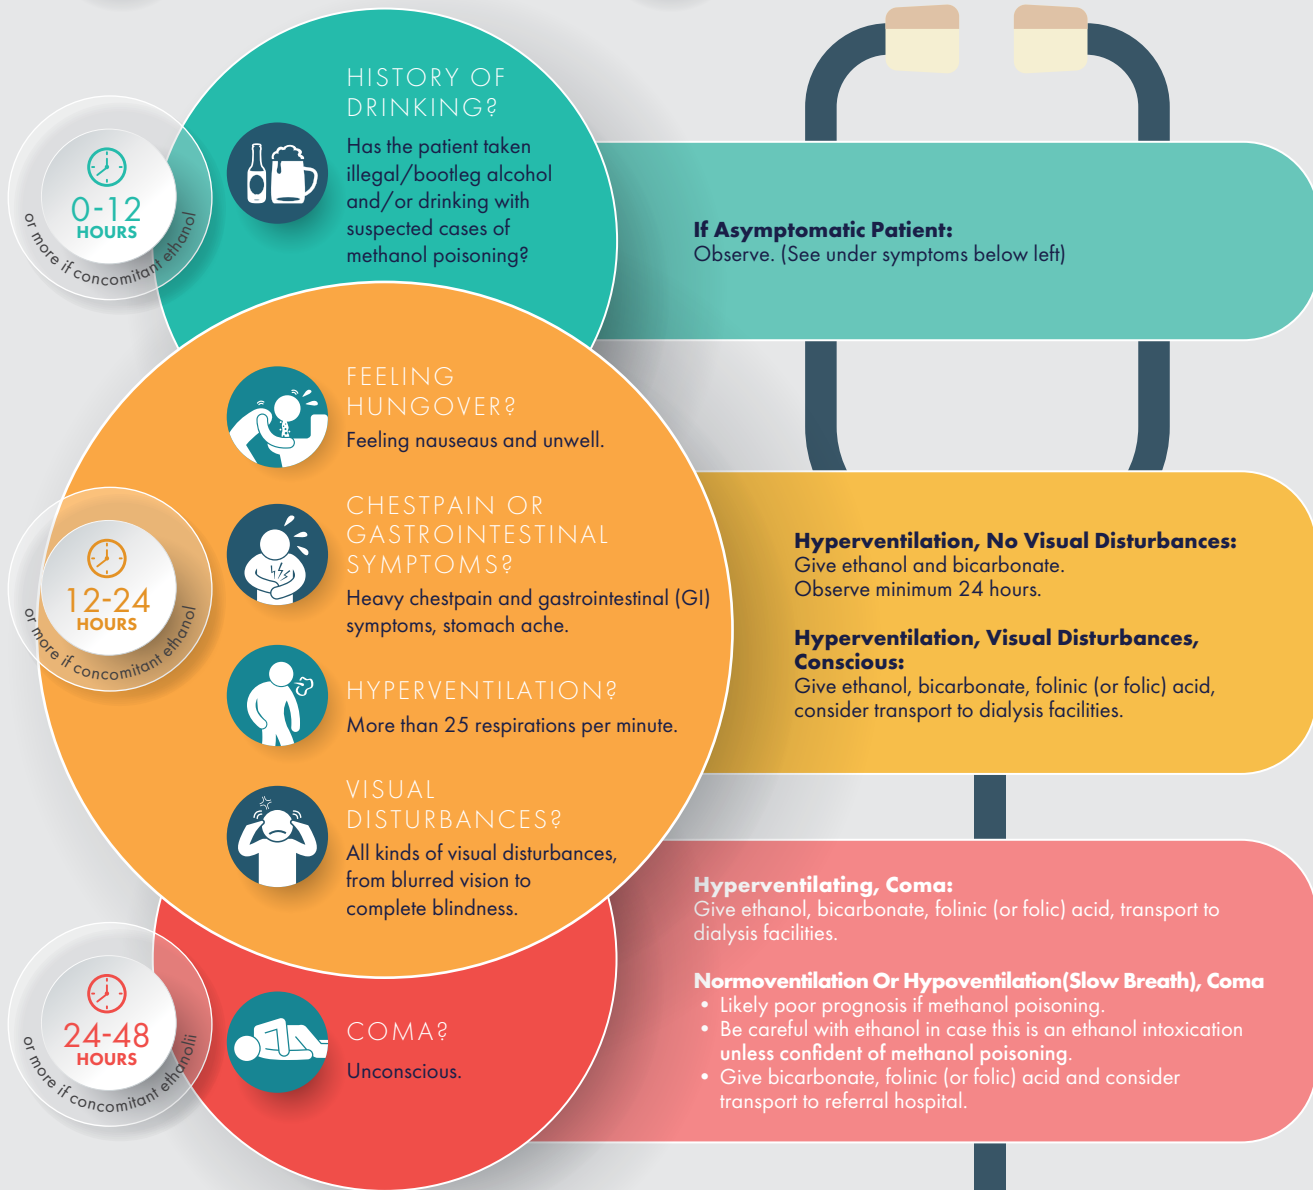 HISTORY OF
DRINKING?
Has the patient taken
illegal/bootleg alcohol
and/or drinking with
suspected cases of
methanol poisoning?
0-12
HOURS
or more if concomitant ethanol
If Asymptomatic Patient:
Observe. (See under symptoms below left)
FEELING
HUNGOVER?
Feeling nauseaus and unwell.
CHESTPAIN OR
GASTROINTESTINAL
SYMPTOMS?
Heavy chestpain and gastrointestinal (GI)
symptoms, stomach ache.
12-24
HOURS
or more if concomitant ethanol
HYPERVENTILATION?
More than 25 respirations per minute.
VISUAL
DISTURBANCES?
All kinds of visual disturbances,
from blurred vision to
complete blindness.
Hyperventilation, No Visual Disturbances:
Give ethanol and bicarbonate.
Observe minimum 24 hours.
Hyperventilation, Visual Disturbances,
Conscious:
Give ethanol, bicarbonate, folinic (or folic) acid,
consider transport to dialysis facilities.
24-48
HOURS
or more if concomitant ethanolii
COMA?
Unconscious.
Hyperventilating, Coma:
Give ethanol, bicarbonate, folinic (or folic) acid, transport to
dialysis facilities.
Normoventilation Or Hypoventilation(Slow Breath), Coma
• Likely poor prognosis if methanol poisoning.
• Be careful with ethanol in case this is an ethanol intoxication
unless confident of methanol poisoning.
• Give bicarbonate, folinic (or folic) acid and consider
transport to referral hospital.